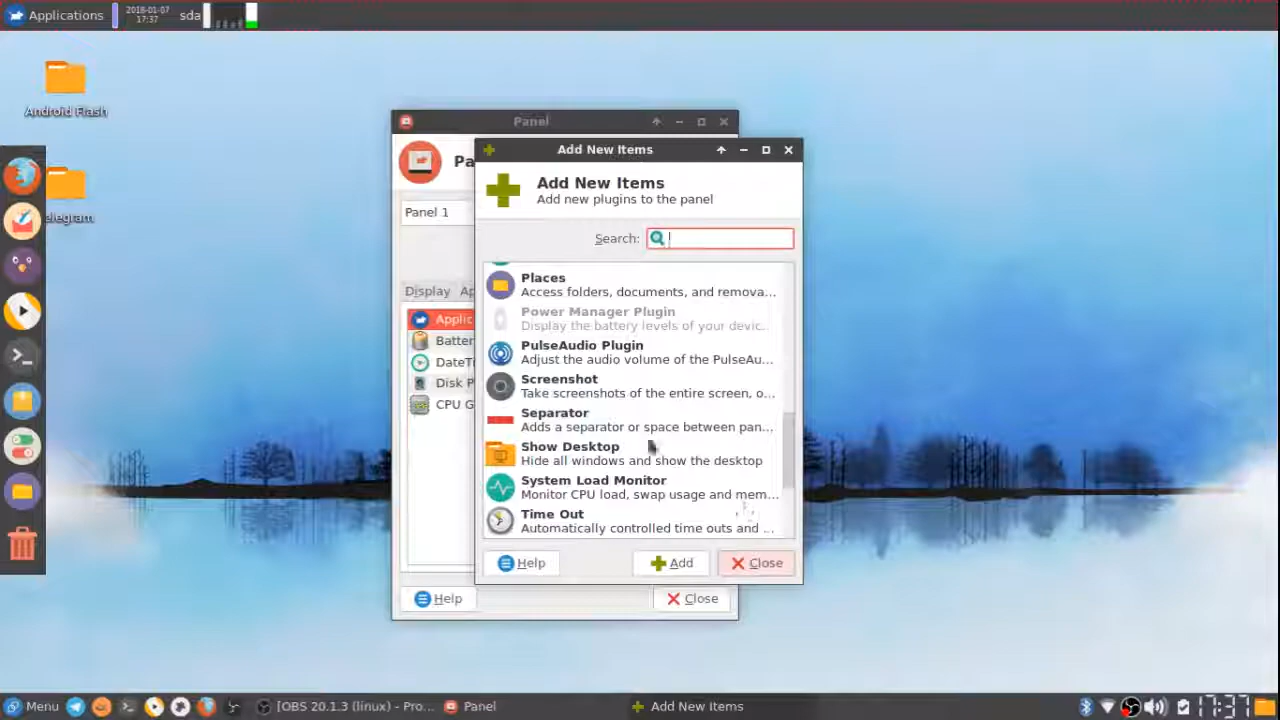 Applications
2018-01-07
17:37
sda
Android Flash
elegram
Panel
Pa
Panel 1
Display Ap
Applic
Batter
DateTi
Disk P
CPU G
Help
Close
Add New Items
Add New Items
Add new plugins to the panel
Search:
Places
Access folders, documents, and remova...
Power Manager Plugin
Display the battery levels of your devic...
PulseAudio Plugin
Adjust the audio volume of the PulseAu...
Screenshot
Take screenshots of the entire screen, o...
Separator
Adds a separator or space between pan...
Show Desktop
Hide all windows and show the desktop
System Load Monitor
Monitor CPU load, swap usage and mem...
Time Out
Automatically controlled time outs and ...
Help
Add
Close
Menu
[OBS 20.1.3 (linux) - Pro...
Panel
Add New Items
17:37